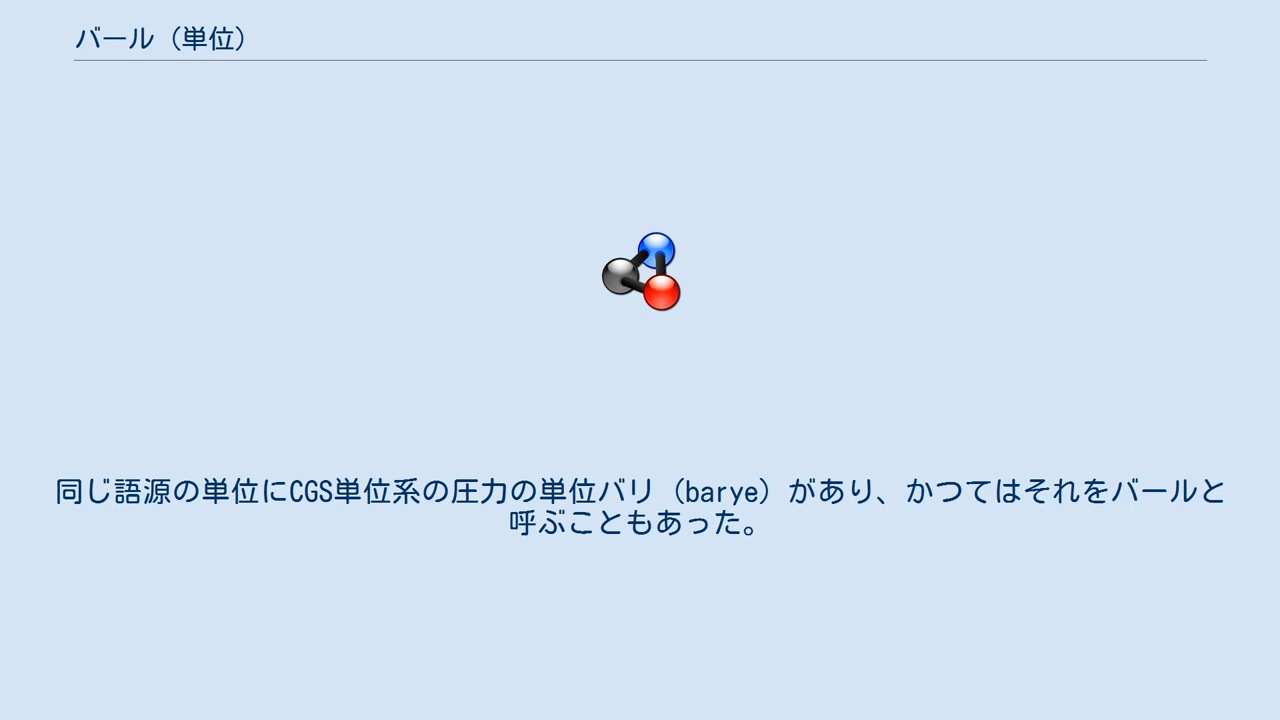 バール（単位）
同じ語源の単位にCGS単位系の圧力の単位バリ（barye）があり、かつてはそれをバールと
呼ぶこともあった。